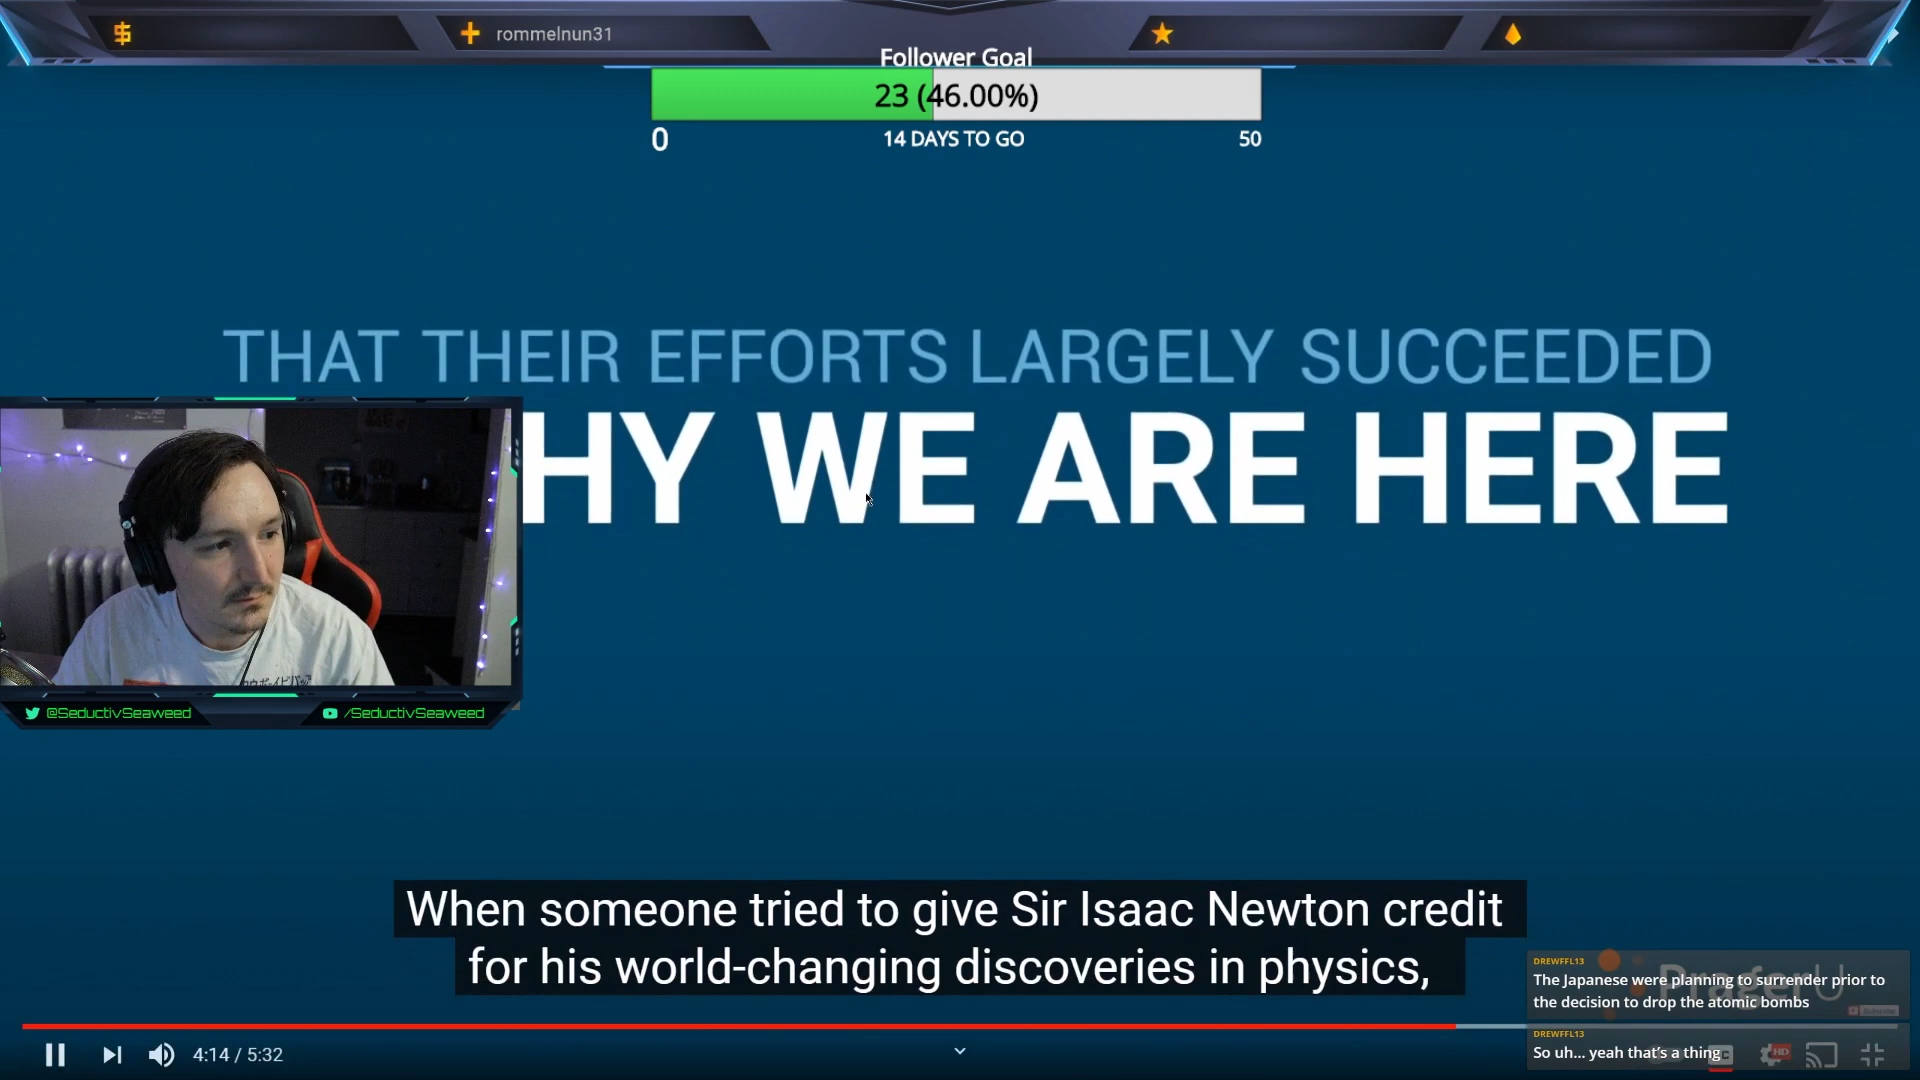 rommelnun31
Follower Goal
23 (46.00%)
0
14 DAYS TO GO
50
THAT THEIR EFFORTS LARGELY SUCCEEDED
HY WE ARE HERE
@SeductivSeaweed
/SeductivSeaweed
When someone tried to give Sir Isaac Newton credit
for his world-changing discoveries in physics,
DREWFFL13
The Japanese were planning to surrender prior to
the decision to drop the atomic bombs
PragerU
DREWFFL13
So uh... yeah that's a thing
4:14 / 5:32
CC
HD